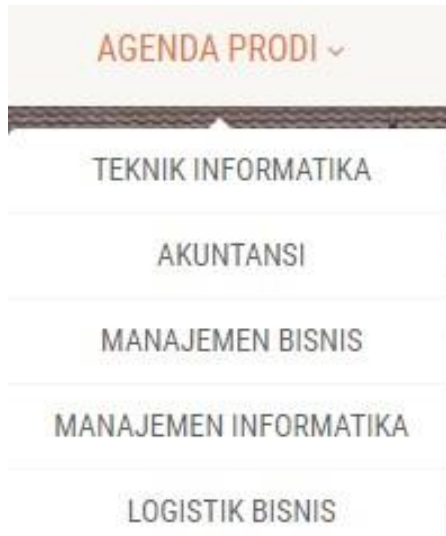 AGENDA PRODI
TEKNIK INFORMATIKA
AKUNTANSI
MANAJEMEN BISNIS
MANAJEMEN INFORMATIKA
LOGISTIK BISNIS